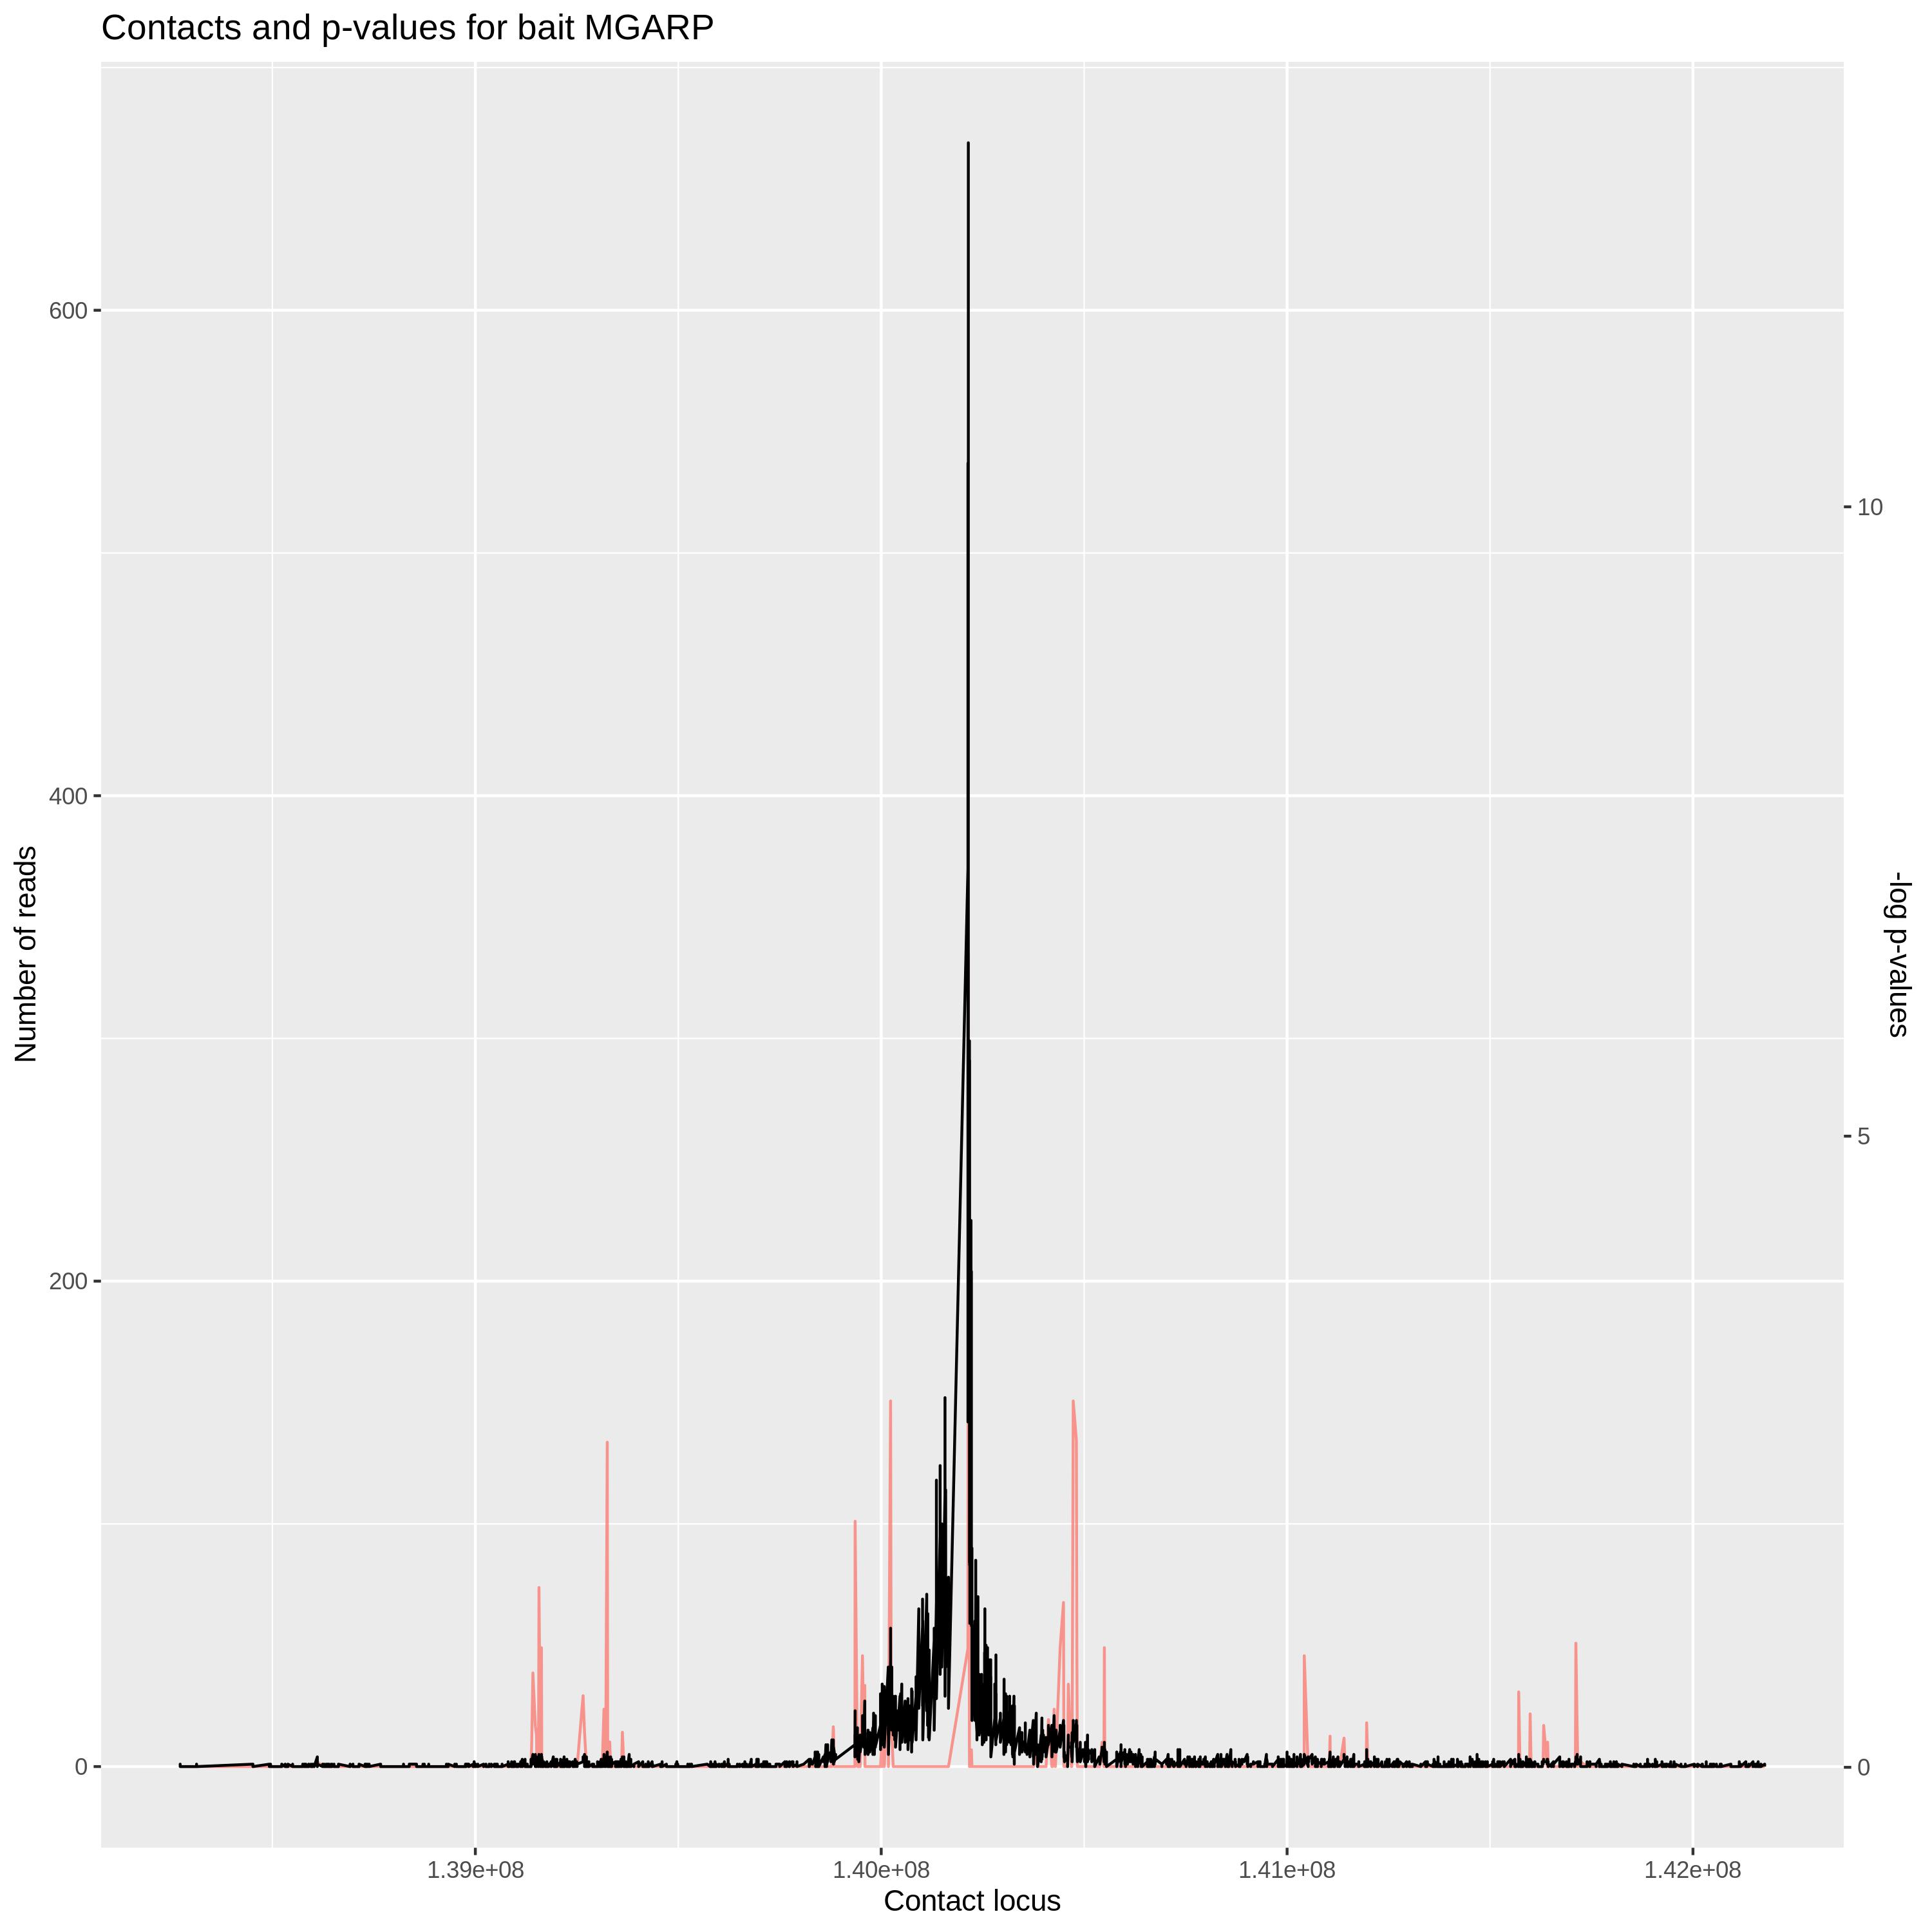 Contacts and p-values for bait MGARP
600
400
200
0
Number of reads
10
5
0
-log p-values
1.39e+08
1.40e+08
1.41e+08
1.42e+08
Contact locus